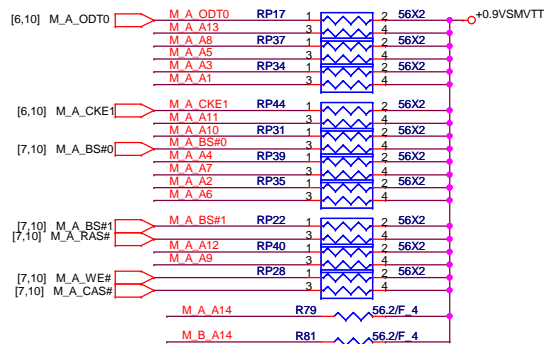 M_A_ODT0 RP17 1 2 56X2 +0.9VSMVTT
[6,10] M_A_ODT0
M_A_A13 3 4
M_A_A8 RP37 1 2 56X2
M_A_A5 3 4
M_A_A3 RP34 1 2 56X2
M_A_A1 3 4
[6,10] M_A_CKE1 M_A_CKE1 RP44 1 2 56X2
M_A_A11 3 4
M_A_A10 RP31 1 2 56X2
[7,10] M_A_BS#0 M_A_BS#0 3 4
M_A_A4 RP39 1 2 56X2
M_A_A7 3 4
M_A_A2 RP35 1 2 56X2
M_A_A6 3 4
[7,10] M_A_BS#1 M_A_BS#1 RP22 1 2 56X2
[7,10] M_A_RAS# 3 4
M_A_A12 RP40 1 2 56X2
M_A_A9 3 4
[7,10] M_A_WE# RP28 1 2 56X2
[7,10] M_A_CAS# 3 4
M_A_A14 R79 56.2/F_4
M_B_A14 R81 56.2/F_4